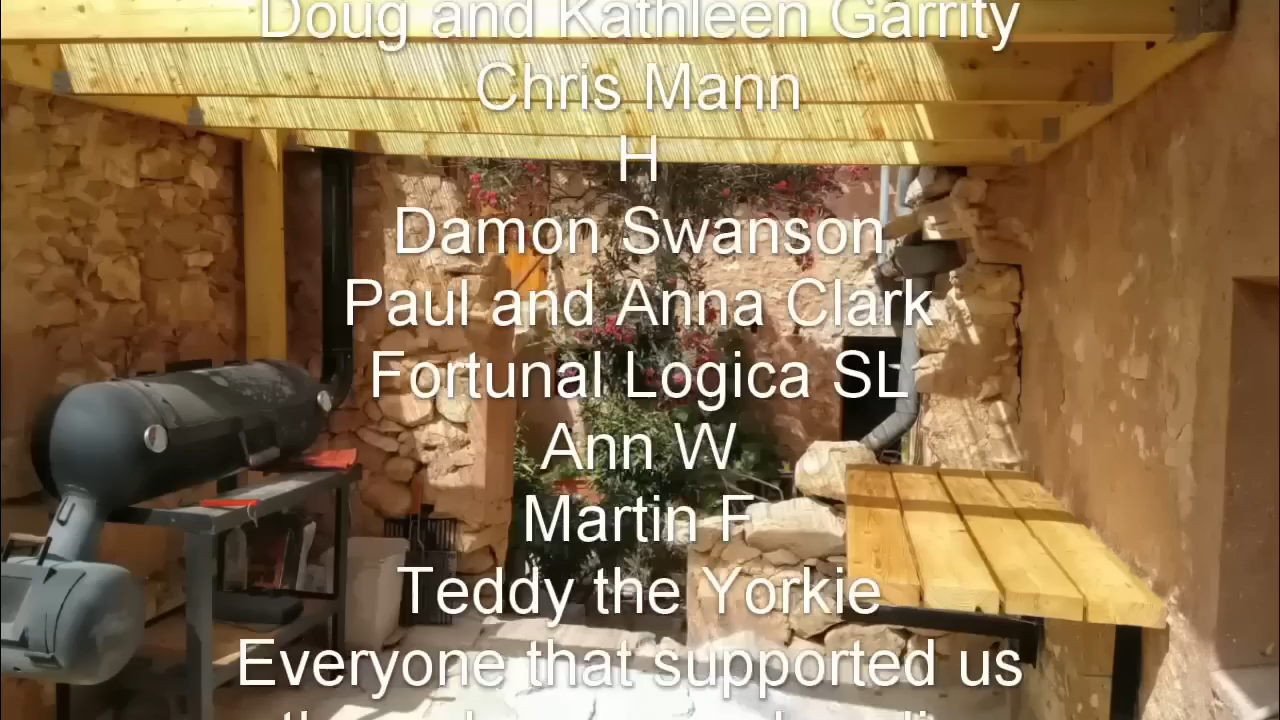 Doug and Kathleen Garrity
Chris Mann
H
Damon Swanson
Paul and Anna Clark
Fortunal Logica SL
Ann W
Martin F
Teddy the Yorkie
Everyone that supported us